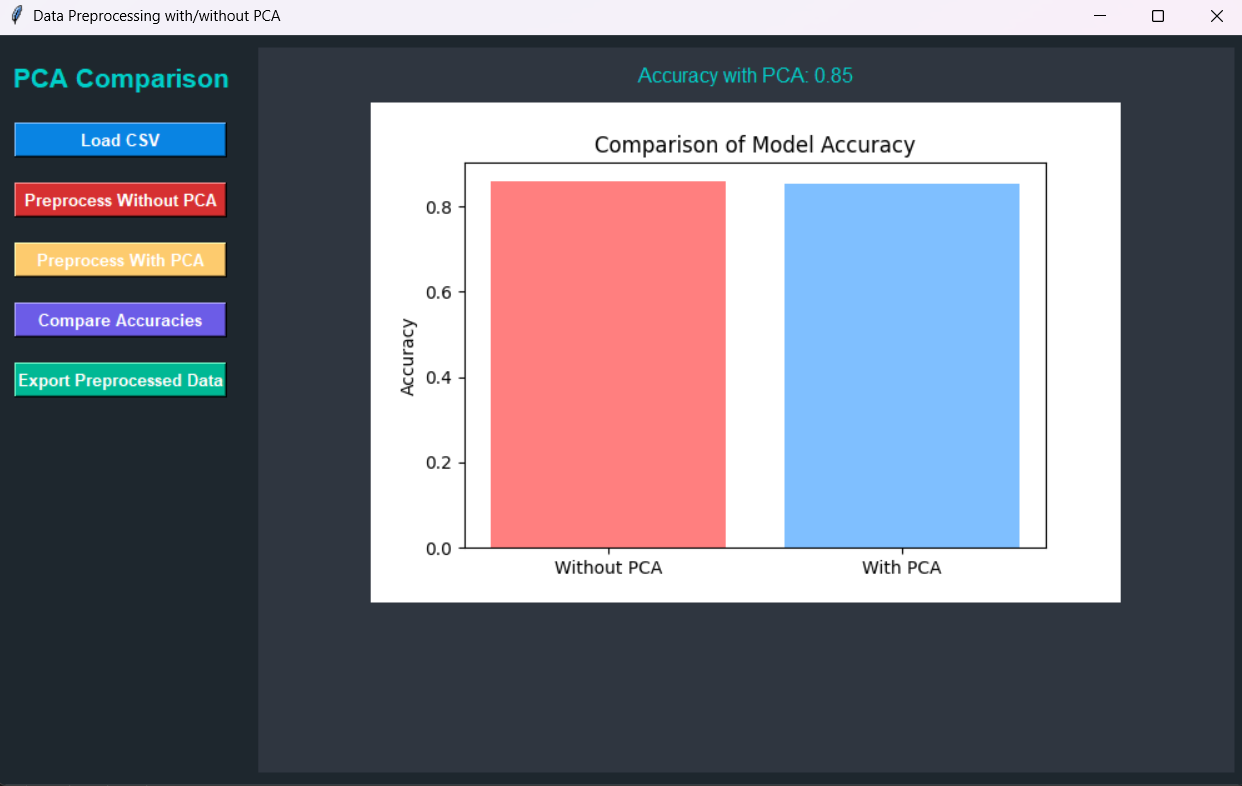 Data Preprocessing with/without PCA
PCA Comparison
Load CSV
Preprocess Without PCA
Preprocess With PCA
Compare Accuracies
Export Preprocessed Data
Accuracy with PCA: 0.85
Comparison of Model Accuracy
Accuracy
0.8
0.6
0.4
0.2
0.0
Without PCA
With PCA